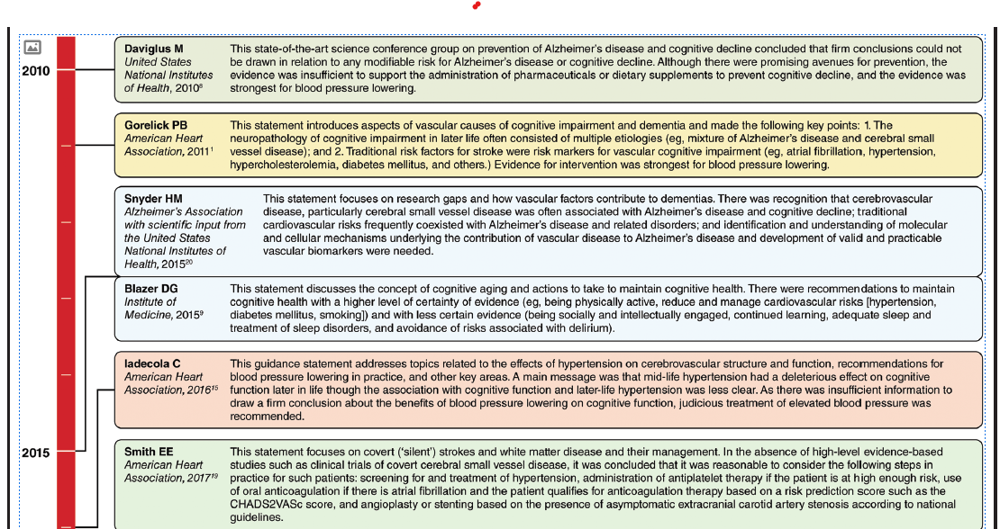 2010
Daviglus M
United States
National Institutes
of Health, 2010⁸
This state-of-the-art science conference group on prevention of Alzheimer's disease and cognitive decline concluded that firm conclusions could not
be drawn in relation to any modifiable risk for Alzheimer's disease or cognitive decline. Although there were promising avenues for prevention, the
evidence was insufficient to support the administration of pharmaceuticals or dietary supplements to prevent cognitive decline, and the evidence was
strongest for blood pressure lowering.
Gorelick PB
American Heart
Association, 2011¹
This statement introduces aspects of vascular causes of cognitive impairment and dementia and made the following key points: 1. The
neuropathology of cognitive impairment in later life often consisted of multiple etiologies (eg, mixture of Alzheimer's disease and cerebral small
vessel disease); and 2. Traditional risk factors for stroke were risk markers for vascular cognitive impairment (eg, atrial fibrillation, hypertension,
hypercholesterolemia, diabetes mellitus, and others.) Evidence for intervention was strongest for blood pressure lowering.
Snyder HM
Alzheimer's Association
with scientific input from
the United States
National Institutes of
Health, 2015²⁰
This statement focuses on research gaps and how vascular factors contribute to dementias. There was recognition that cerebrovascular
disease, particularly cerebral small vessel disease was often associated with Alzheimer's disease and cognitive decline; traditional
cardiovascular risks frequently coexisted with Alzheimer's disease and related disorders; and identification and understanding of molecular
and cellular mechanisms underlying the contribution of vascular disease to Alzheimer's disease and development of valid and practicable
vascular biomarkers were needed.
Blazer DG
Institute of
Medicine, 2015⁹
This statement discusses the concept of cognitive aging and actions to take to maintain cognitive health. There were recommendations to maintain
cognitive health with a higher level of certainty of evidence (eg, being physically active, reduce and manage cardiovascular risks [hypertension,
diabetes mellitus, smoking]) and with less certain evidence (being socially and intellectually engaged, continued learning, adequate sleep and
treatment of sleep disorders, and avoidance of risks associated with delirium).
Iadecola C
American Heart
Association, 2016¹⁵
This guidance statement addresses topics related to the effects of hypertension on cerebrovascular structure and function, recommendations for
blood pressure lowering in practice, and other key areas. A main message was that mid-life hypertension had a deleterious effect on cognitive
function later in life though the association with cognitive function and later-life hypertension was less clear. As there was insufficient information to
draw a firm conclusion about the benefits of blood pressure lowering on cognitive function, judicious treatment of elevated blood pressure was
recommended.
2015
Smith EE
American Heart
Association, 2017¹⁹
This statement focuses on covert ('silent') strokes and white matter disease and their management. In the absence of high-level evidence-based
studies such as clinical trials of covert cerebral small vessel disease, it was concluded that it was reasonable to consider the following steps in
practice for such patients: screening for and treatment of hypertension, administration of antiplatelet therapy if the patient is at high enough risk, use
of oral anticoagulation if there is atrial fibrillation and the patient qualifies for anticoagulation therapy based on a risk prediction score such as the
CHADS2VASc score, and angioplasty or stenting based on the presence of asymptomatic extracranial carotid artery stenosis according to national
guidelines.